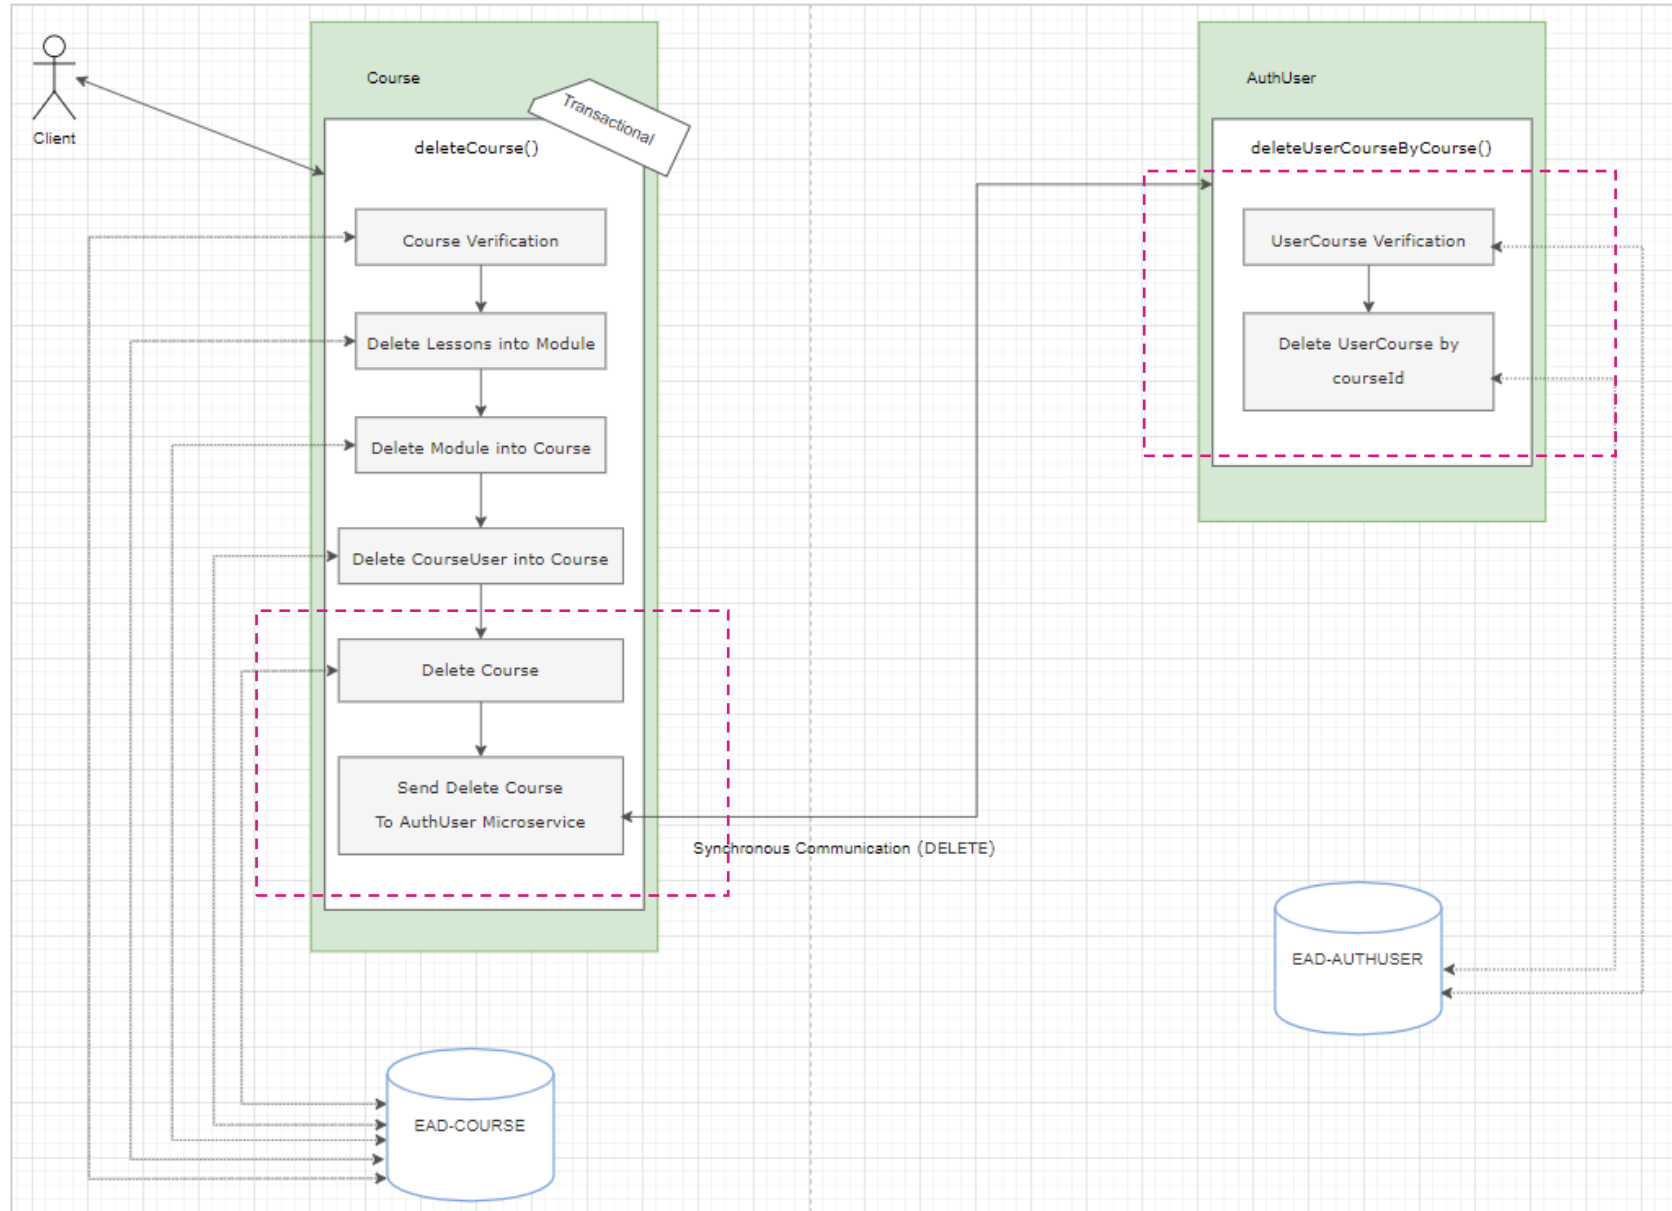 Client
Course
Transactional
deleteCourse()
Course Verification
Delete Lessons into Module
Delete Module into Course
Delete CourseUser into Course
Delete Course
Send Delete Course
To AuthUser Microservice
Synchronous Communication (DELETE)
EAD-COURSE
AuthUser
deleteUserCourseByCourse()
UserCourse Verification
Delete UserCourse by
courseId
EAD-AUTHUSER